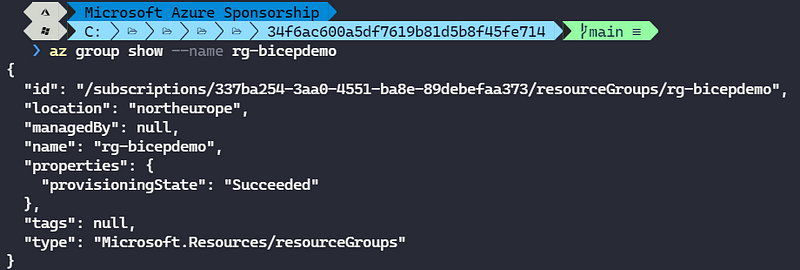 Microsoft Azure Sponsorship
C: 34f6ac600a5df7619b81d5b8f45fe714 main ≡
❯ az group show --name rg-bicepdemo
{
  "id": "/subscriptions/337ba254-3aa0-4551-ba8e-89debefaa373/resourceGroups/rg-bicepdemo",
  "location": "northeurope",
  "managedBy": null,
  "name": "rg-bicepdemo",
  "properties": {
    "provisioningState": "Succeeded"
  },
  "tags": null,
  "type": "Microsoft.Resources/resourceGroups"
}